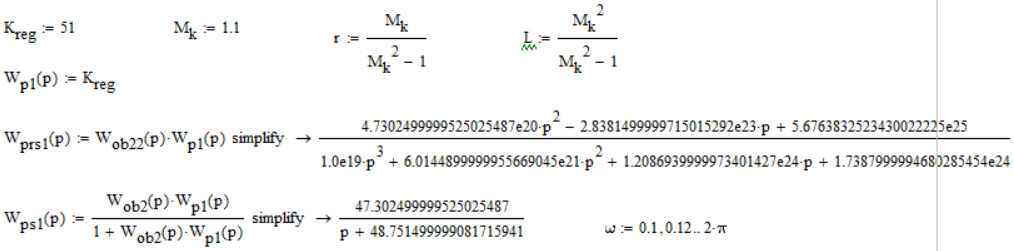 K_reg := 51    M_k := 1.1    r := M_k / (M_k^2 − 1)    L := M_k^2 / (M_k^2 − 1)
W_p1(p) := K_reg
W_prs1(p) := W_ob22(p)·W_p1(p) simplify → (4.7302499999525025487e20·p^2 − 2.8381499999715015292e23·p + 5.6763832523430022225e25) / (1.0e19·p^3 + 6.0144899999955669045e21·p^2 + 1.2086939999973401427e24·p + 1.7387999994680285454e24)
W_ps1(p) := W_ob2(p)·W_p1(p) / (1 + W_ob2(p)·W_p1(p)) simplify → 47.302499999525025487 / (p + 48.751499999081715941)    ω := 0.1, 0.12.. 2·π